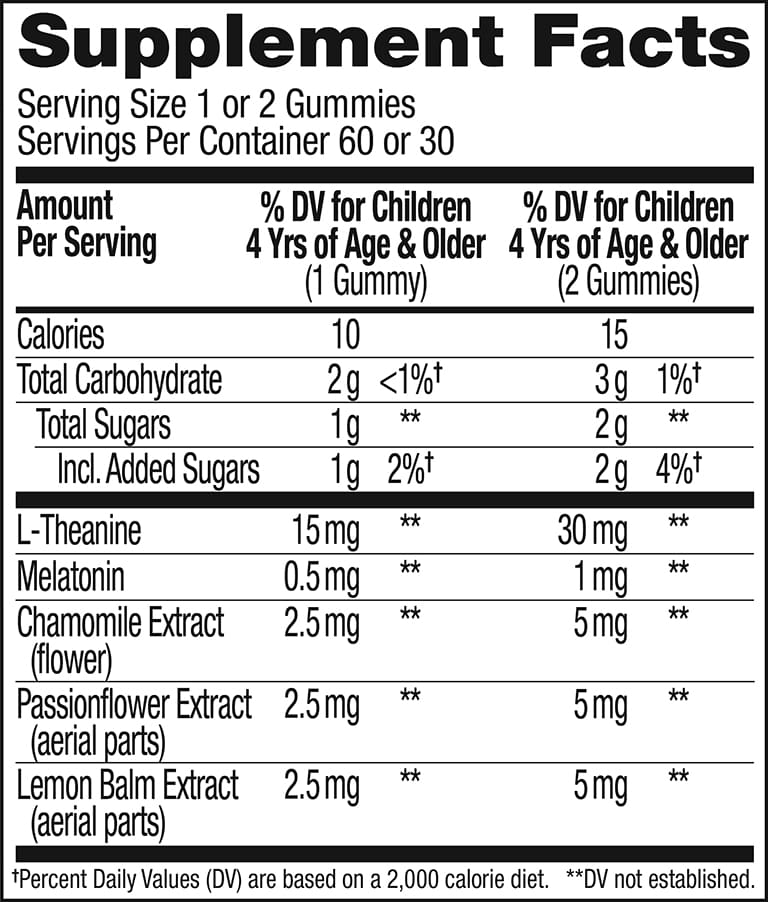 Supplement Facts
Serving Size 1 or 2 Gummies
Servings Per Container 60 or 30
Amount Per Serving % DV for Children 4 Yrs of Age & Older (1 Gummy) % DV for Children 4 Yrs of Age & Older (2 Gummies)
Calories 10 15
Total Carbohydrate 2 g <1%† 3 g 1%†
Total Sugars 1 g ** 2 g **
Incl. Added Sugars 1 g 2%† 2 g 4%†
L-Theanine 15 mg ** 30 mg **
Melatonin 0.5 mg ** 1 mg **
Chamomile Extract 2.5 mg ** 5 mg **
(flower)
Passionflower Extract 2.5 mg ** 5 mg **
(aerial parts)
Lemon Balm Extract 2.5 mg ** 5 mg **
(aerial parts)
†Percent Daily Values (DV) are based on a 2,000 calorie diet. **DV not established.